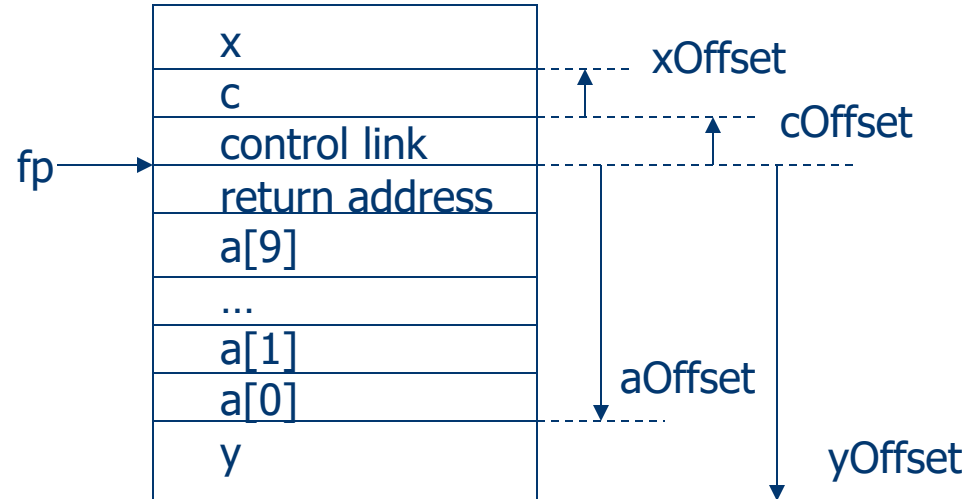 x
xOffset
c
cOffset
control link
fp
return address
a[9]
…
a[1]
aOffset
a[0]
y
yOffset